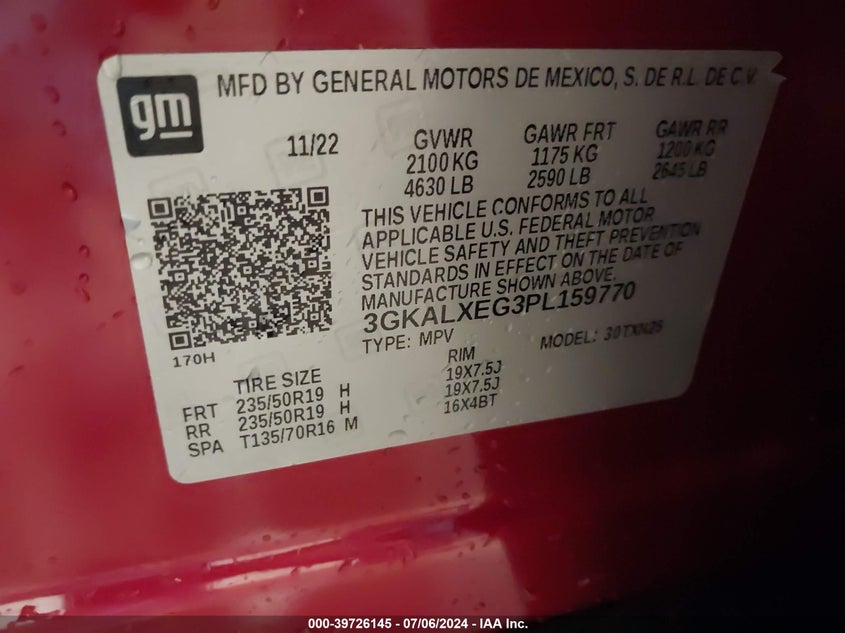 gm
MFD BY GENERAL MOTORS DE MEXICO, S. DE R.L. DE C.V.
11/22 GVWR GAWR FRT GAWR RR
2100 KG 1175 KG 1200 KG
4630 LB 2590 LB 2645 LB
THIS VEHICLE CONFORMS TO ALL
APPLICABLE U.S. FEDERAL MOTOR
VEHICLE SAFETY AND THEFT PREVENTION
STANDARDS IN EFFECT ON THE DATE OF
MANUFACTURE SHOWN ABOVE.
3GKALXEG3PL159770
170H
TYPE: MPV MODEL:
TIRE SIZE RIM
FRT 235/50R19 H 19X7.5J
RR 235/50R19 H 19X7.5J
SPA T135/70R16 M 16X4BT
000-39726145 - 07/06/2024 - IAA Inc.